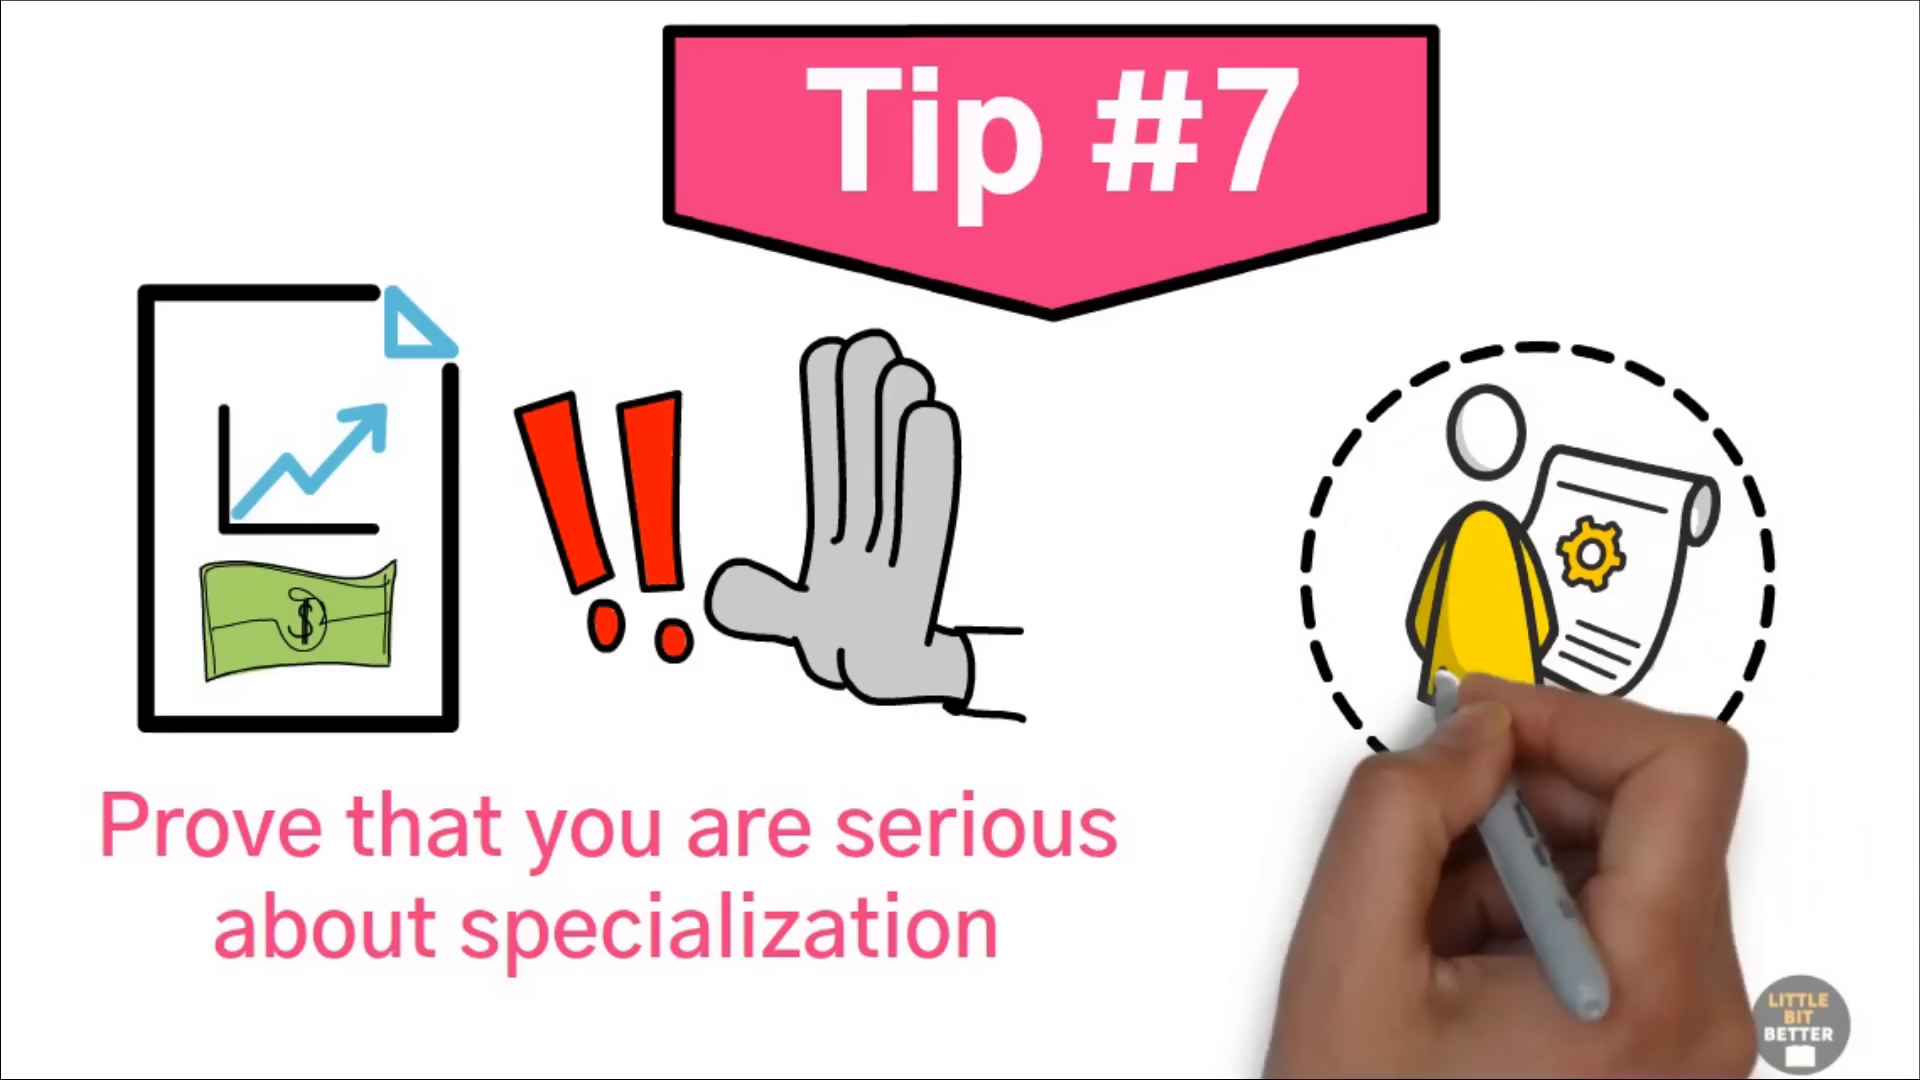 Tip #7
$
Prove that you are serious
about specialization
LITTLE
BIT
BETTER